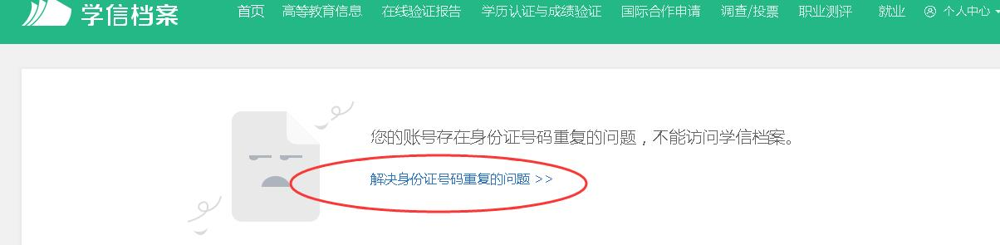 学信档案 首页 高等教育信息 在线验证报告 学历认证与成绩验证 国际合作申请 调查/投票 职业测评 就业 个人中心
您的账号存在身份证号码重复的问题，不能访问学信档案。
解决身份证号码重复的问题 >>